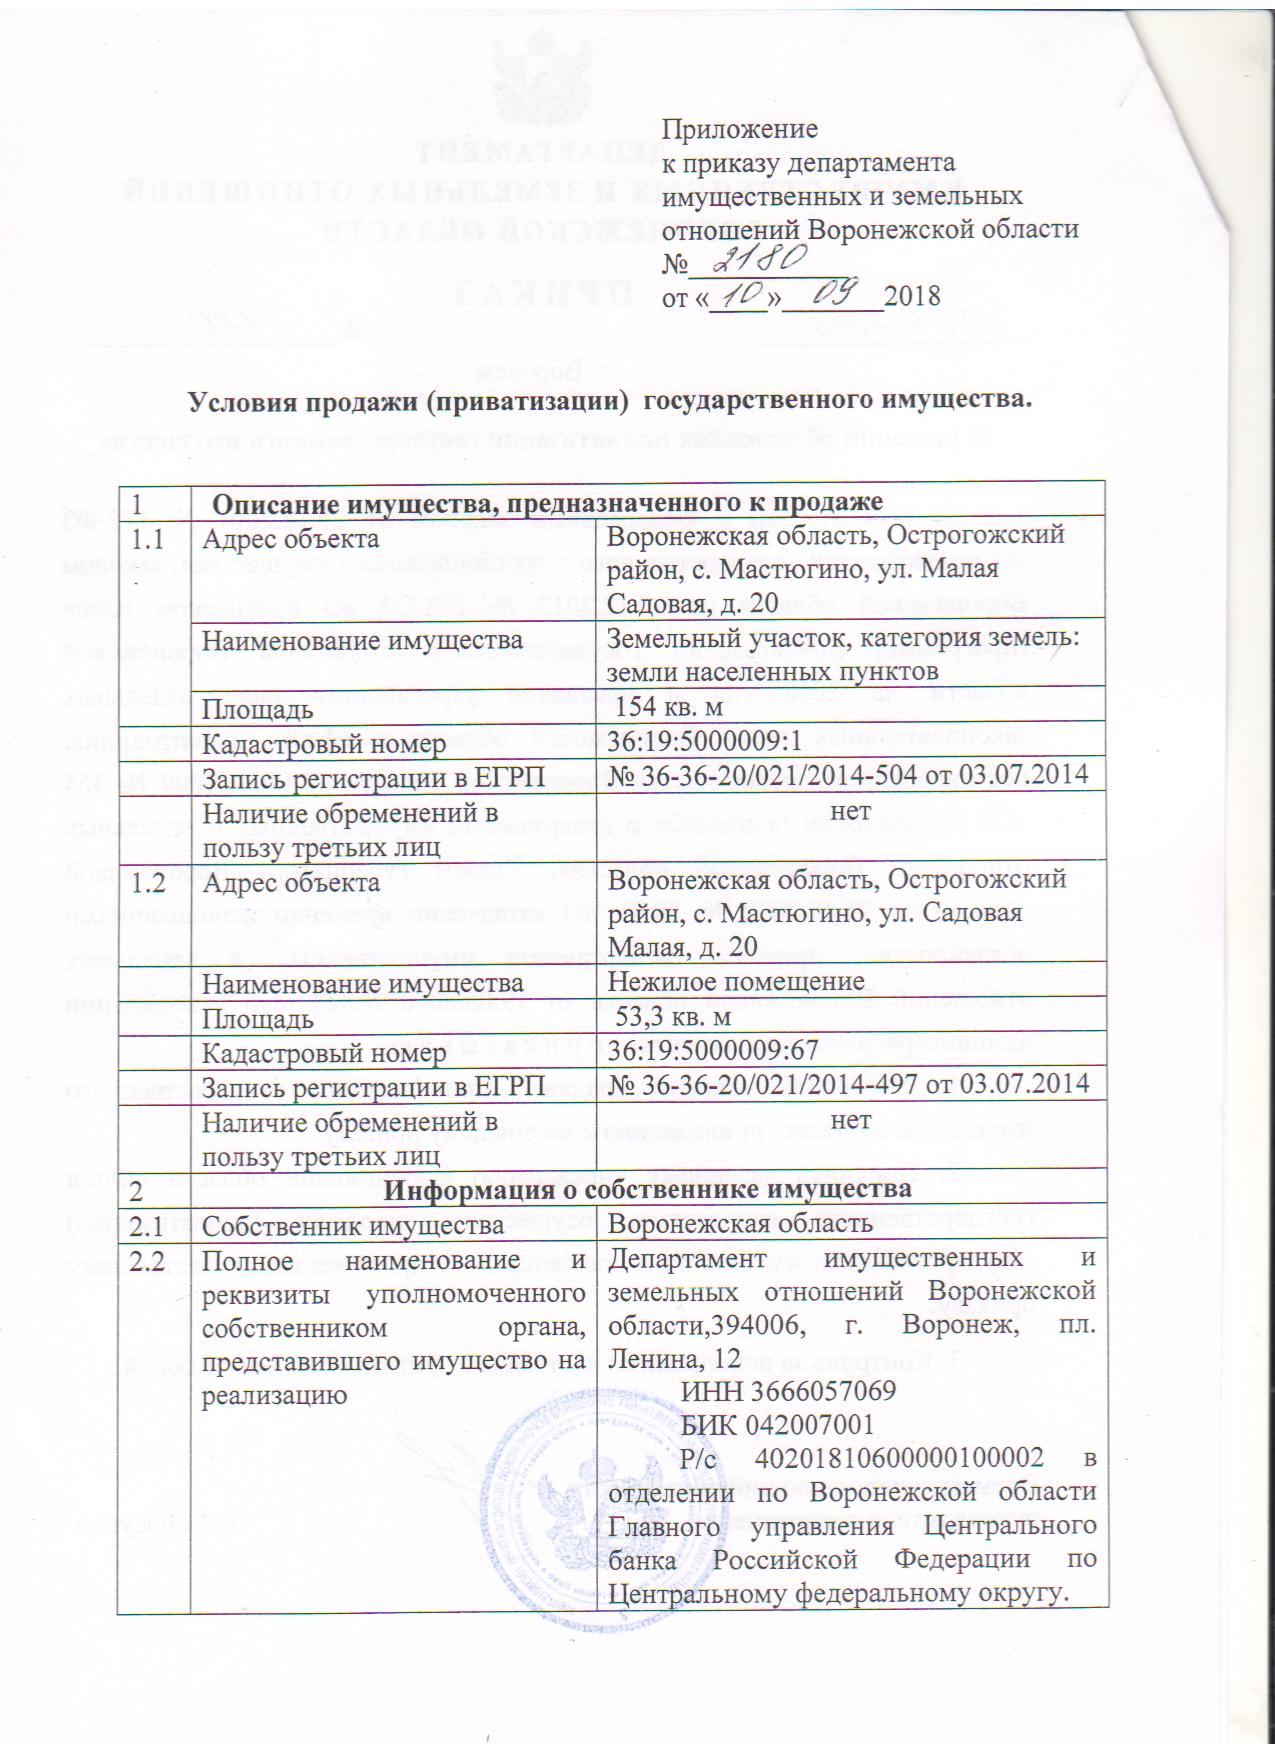 Приложение
к приказу департамента
имущественных и земельных
отношений Воронежской области
№ 2180
от « 10 » 09 2018
Условия продажи (приватизации) государственного имущества.
1 Описание имущества, предназначенного к продаже
1.1 Адрес объекта Воронежская область, Острогожский
район, с. Мастюгино, ул. Малая
Садовая, д. 20
Наименование имущества Земельный участок, категория земель:
земли населенных пунктов
Площадь 154 кв. м
Кадастровый номер 36:19:5000009:1
Запись регистрации в ЕГРП № 36-36-20/021/2014-504 от 03.07.2014
Наличие обременений в нет
пользу третьих лиц
1.2 Адрес объекта Воронежская область, Острогожский
район, с. Мастюгино, ул. Садовая
Малая, д. 20
Наименование имущества Нежилое помещение
Площадь 53,3 кв. м
Кадастровый номер 36:19:5000009:67
Запись регистрации в ЕГРП № 36-36-20/021/2014-497 от 03.07.2014
Наличие обременений в нет
пользу третьих лиц
2 Информация о собственнике имущества
2.1 Собственник имущества Воронежская область
2.2 Полное наименование и Департамент имущественных и
реквизиты уполномоченного земельных отношений Воронежской
собственником органа, области,394006, г. Воронеж, пл.
представившего имущество на Ленина, 12
реализацию ИНН 3666057069
БИК 042007001
Р/с 40201810600000100002 в
отделении по Воронежской области
Главного управления Центрального
банка Российской Федерации по
Центральному федеральному округу.